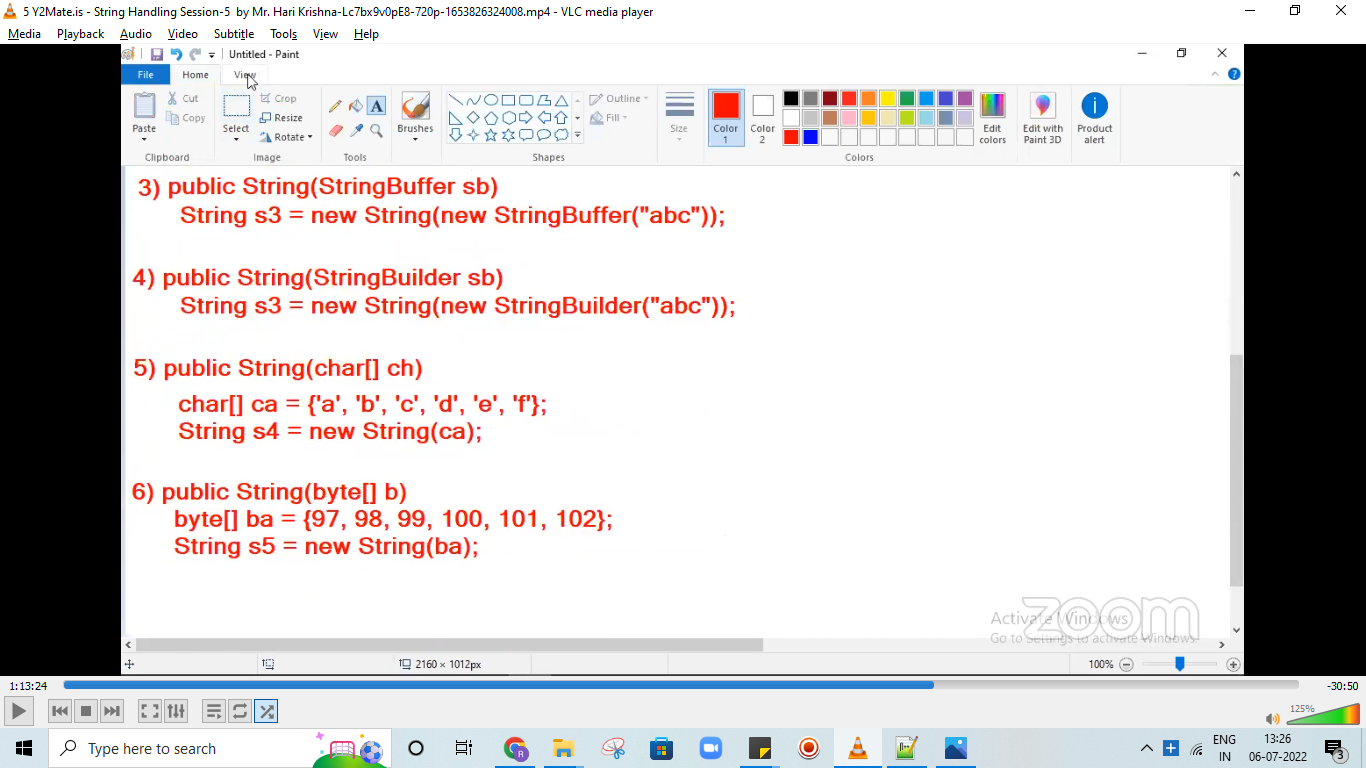 5 Y2Mate.is - String Handling Session-5  by Mr. Hari Krishna-Lc7bx9v0pE8-720p-1653826324008.mp4 - VLC media player
Media Playback Audio Video Subtitle Tools View Help
Untitled - Paint
File Home View
Paste Cut Copy Select Crop Resize Rotate Brushes Outline Fill Size Color 1 Color 2 Edit colors Edit with Paint 3D Product alert
Clipboard Image Tools Shapes Colors
3) public String(StringBuffer sb)
String s3 = new String(new StringBuffer("abc"));
4) public String(StringBuilder sb)
String s3 = new String(new StringBuilder("abc"));
5) public String(char[] ch)
char[] ca = {'a', 'b', 'c', 'd', 'e', 'f'};
String s4 = new String(ca);
6) public String(byte[] b)
byte[] ba = {97, 98, 99, 100, 101, 102};
String s5 = new String(ba);
zoom
Activate Windows
Go to Settings to activate Windows.
2160 × 1012px 100%
1:13:24 -30:50
125%
Type here to search
ENG 13:26
IN 06-07-2022 3